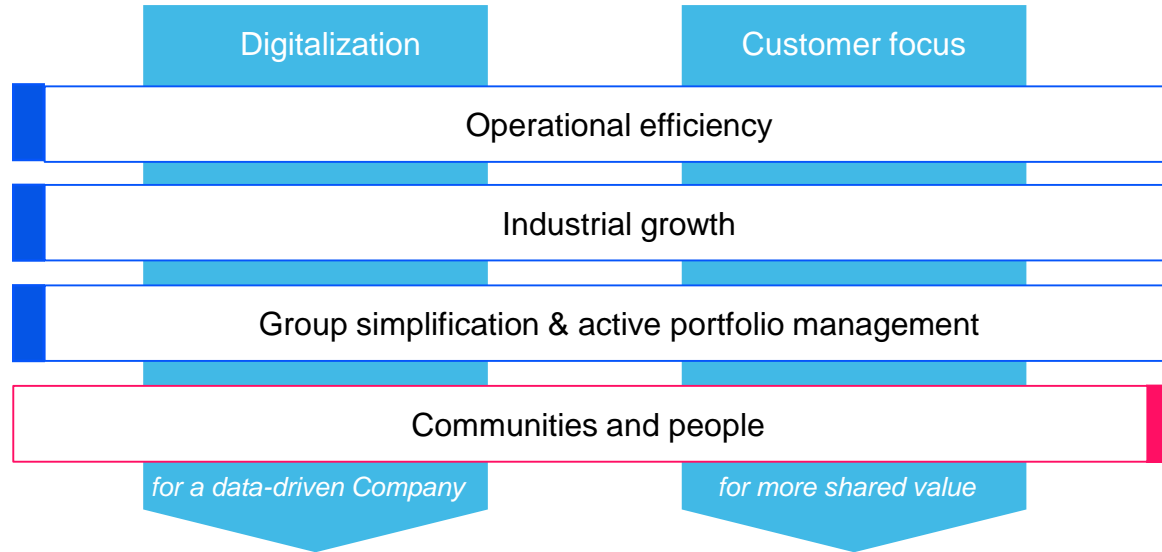 Digitalization
Customer focus
Operational efficiency
Industrial growth
Group simplification & active portfolio management
Communities and people
for a data-driven Company
for more shared value